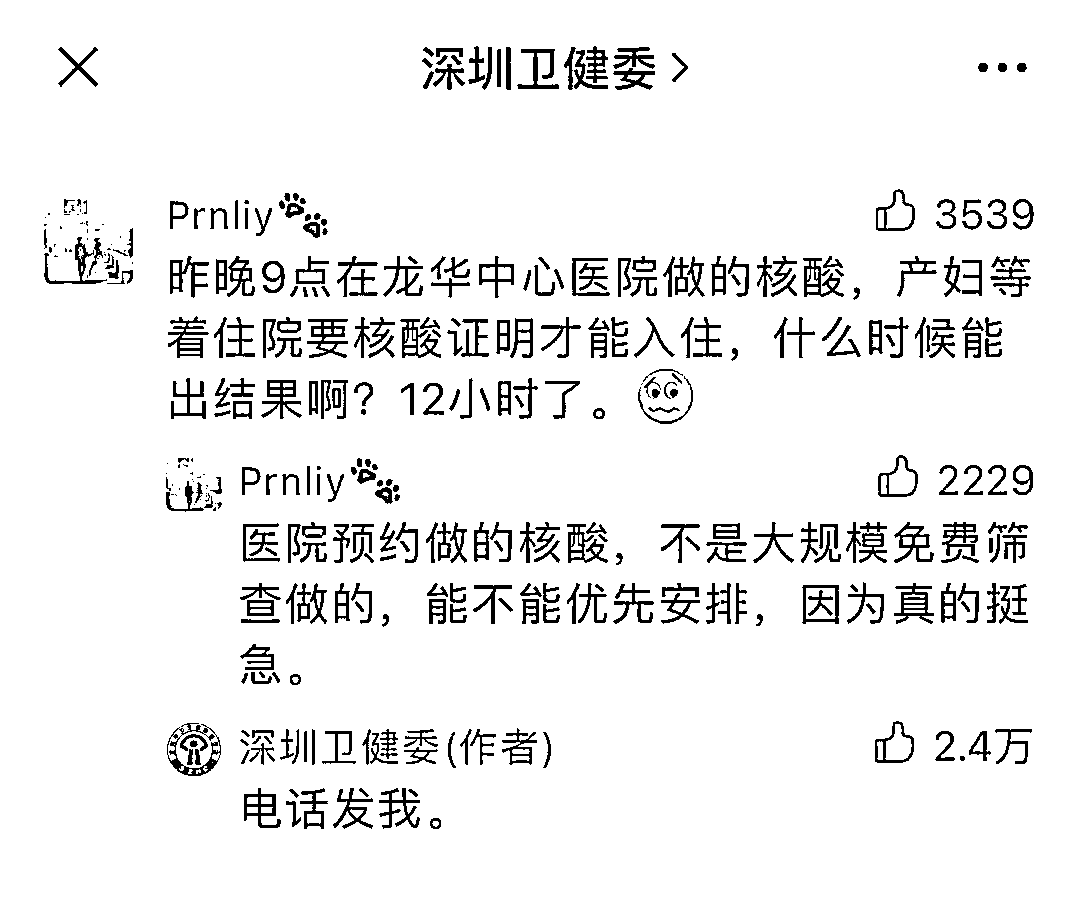 深圳卫健委
Prnliy
3539
昨晚9点在龙华中心医院做的核酸，产妇等
着住院要核酸证明才能入住，什么时候能
出结果啊？12小时了。
Prnliy
2229
医院预约做的核酸，不是大规模免费筛
查做的，能不能优先安排，因为真的挺
急。
深圳卫健委(作者)
2.4万
电话发我。